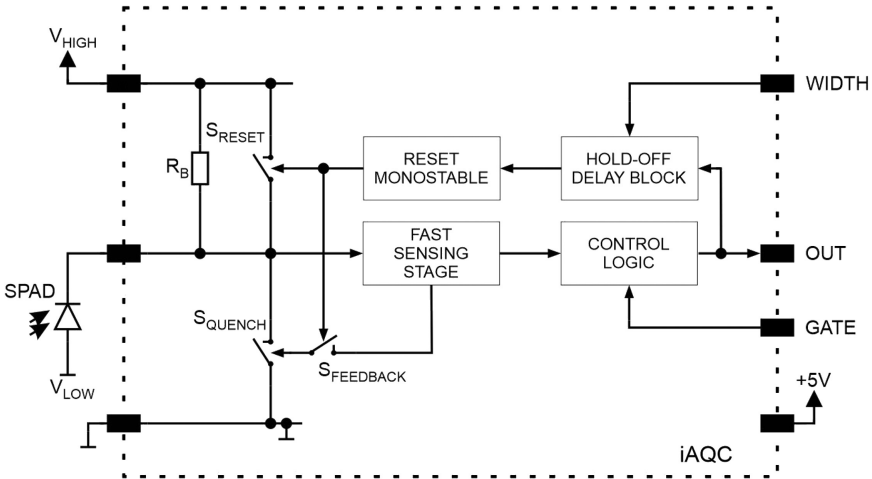 VHIGH
WIDTH
SRESET
RESET
MONOSTABLE
HOLD-OFF
DELAY BLOCK
RB
FAST
SENSING
STAGE
CONTROL
LOGIC
OUT
SPAD
SQUENCH
GATE
SFEEDBACK
VLOW
+5V
iAQC